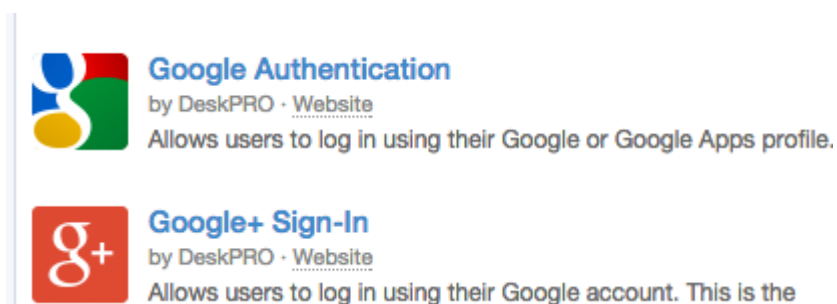 Google Authentication
by DeskPRO · Website
Allows users to log in using their Google or Google Apps profile.
g+
Google+ Sign-In
by DeskPRO · Website
Allows users to log in using their Google account. This is the